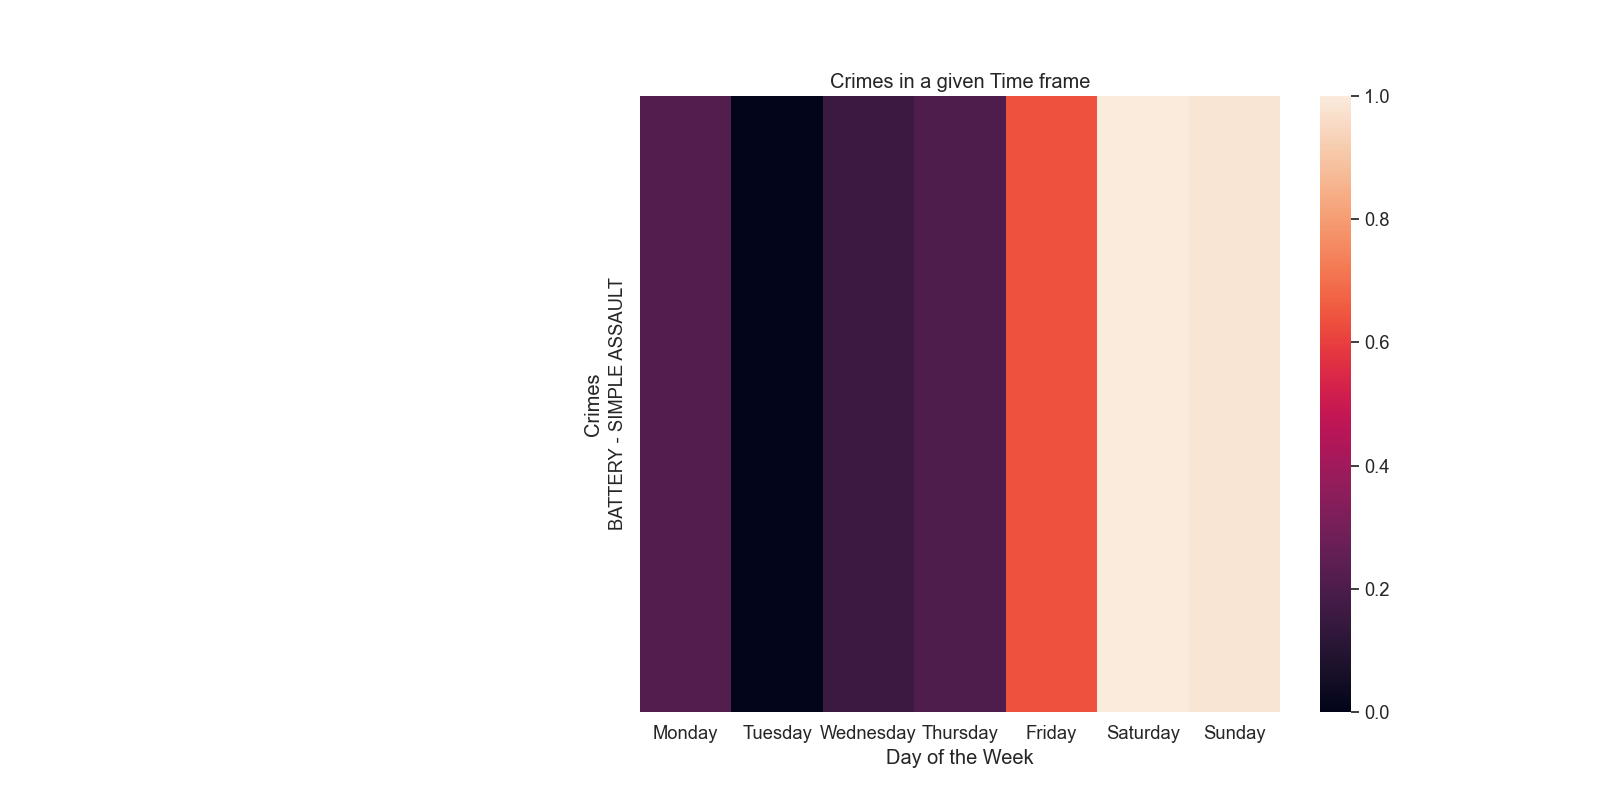 Crimes in a given Time frame
Crimes
BATTERY - SIMPLE ASSAULT
Monday Tuesday Wednesday Thursday Friday Saturday Sunday
Day of the Week
1.0
0.8
0.6
0.4
0.2
0.0